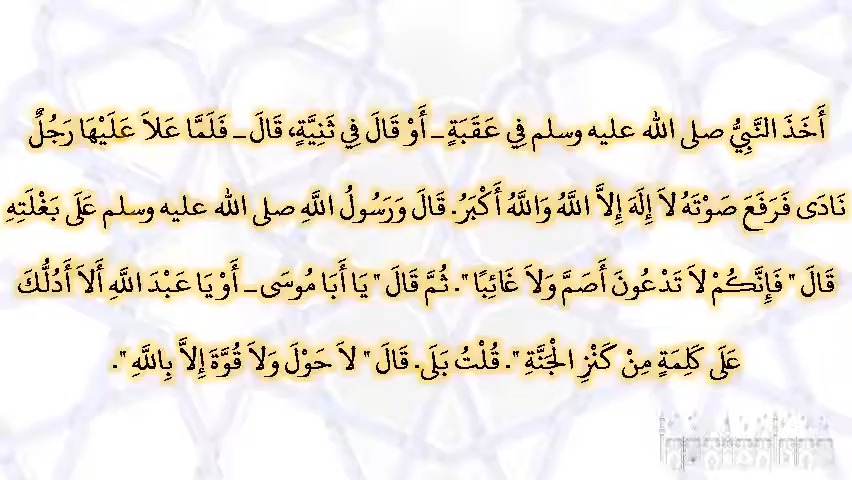 أَخَذَ النَّبِيُّ صلى الله عليه وسلم فِي عَقَبَةٍ ـ أَوْ قَالَ فِي ثَنِيَّةٍ، قَالَ ـ فَلَمَّا عَلاَ عَلَيْهَا رَجُلٌ
نَادَى فَرَفَعَ صَوْتَهُ لاَ إِلَهَ إِلاَّ اللَّهُ وَاللَّهُ أَكْبَرُ. قَالَ وَرَسُولُ اللَّهِ صلى الله عليه وسلم عَلَى بَغْلَتِهِ
قَالَ " فَإِنَّكُمْ لاَ تَدْعُونَ أَصَمَّ وَلاَ غَائِبًا ". ثُمَّ قَالَ " يَا أَبَا مُوسَى ـ أَوْ يَا عَبْدَ اللَّهِ أَلاَ أَدُلُّكَ
عَلَى كَلِمَةٍ مِنْ كَنْزِ الْجَنَّةِ ". قُلْتُ بَلَى. قَالَ " لاَ حَوْلَ وَلاَ قُوَّةَ إِلاَّ بِاللَّهِ ".